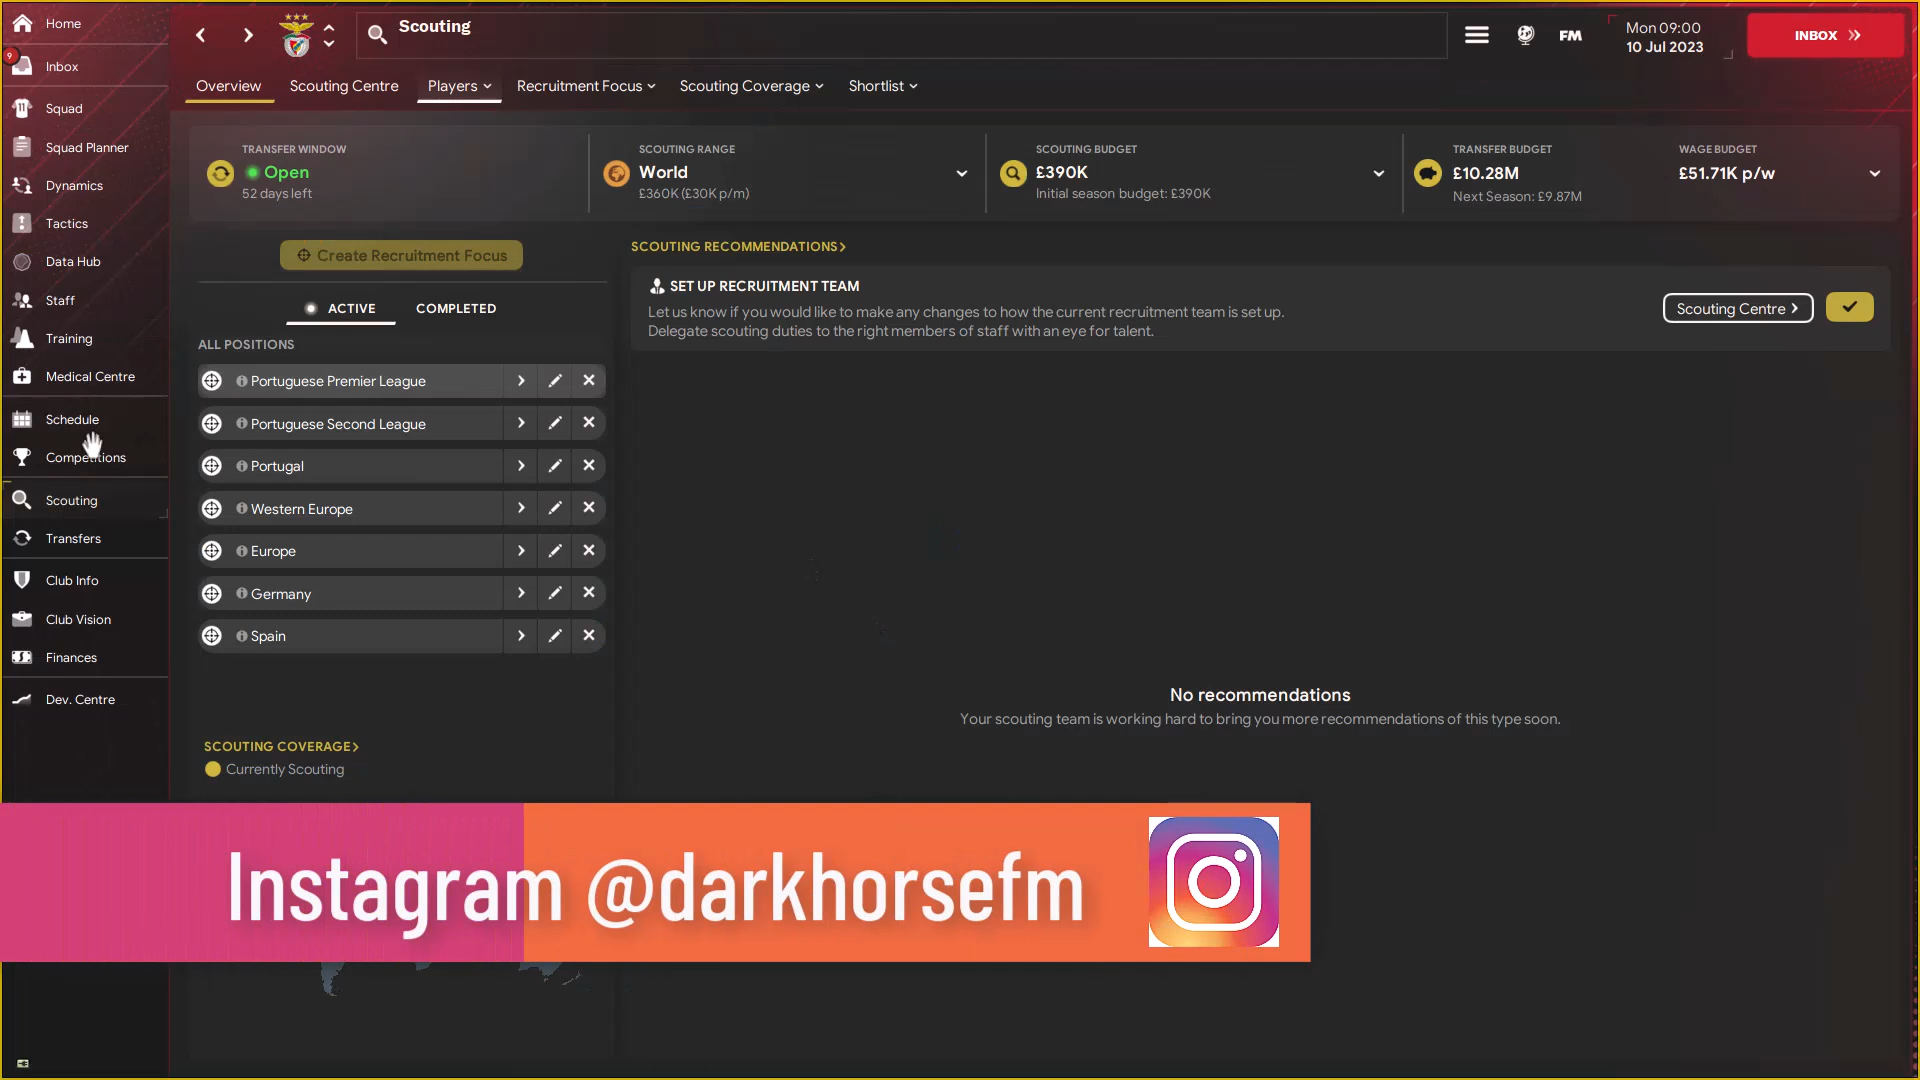 Home
9
Inbox
Squad
Squad Planner
Dynamics
Tactics
Data Hub
Staff
Training
Medical Centre
Schedule
Competitions
Scouting
Transfers
Club Info
Club Vision
Finances
Dev. Centre
Scouting
FM
Mon 09:00
10 Jul 2023
INBOX
Overview
Scouting Centre
Players
Recruitment Focus
Scouting Coverage
Shortlist
TRANSFER WINDOW
Open
52 days left
SCOUTING RANGE
World
£360K (£30K p/m)
SCOUTING BUDGET
£390K
Initial season budget: £390K
TRANSFER BUDGET
£10.28M
Next Season: £9.87M
WAGE BUDGET
£51.71K p/w
Create Recruitment Focus
ACTIVE
COMPLETED
ALL POSITIONS
Portuguese Premier League
Portuguese Second League
Portugal
Western Europe
Europe
Germany
Spain
SCOUTING COVERAGE
Currently Scouting
SCOUTING RECOMMENDATIONS
SET UP RECRUITMENT TEAM
Let us know if you would like to make any changes to how the current recruitment team is set up.
Delegate scouting duties to the right members of staff with an eye for talent.
Scouting Centre
No recommendations
Your scouting team is working hard to bring you more recommendations of this type soon.
Instagram @darkhorsefm